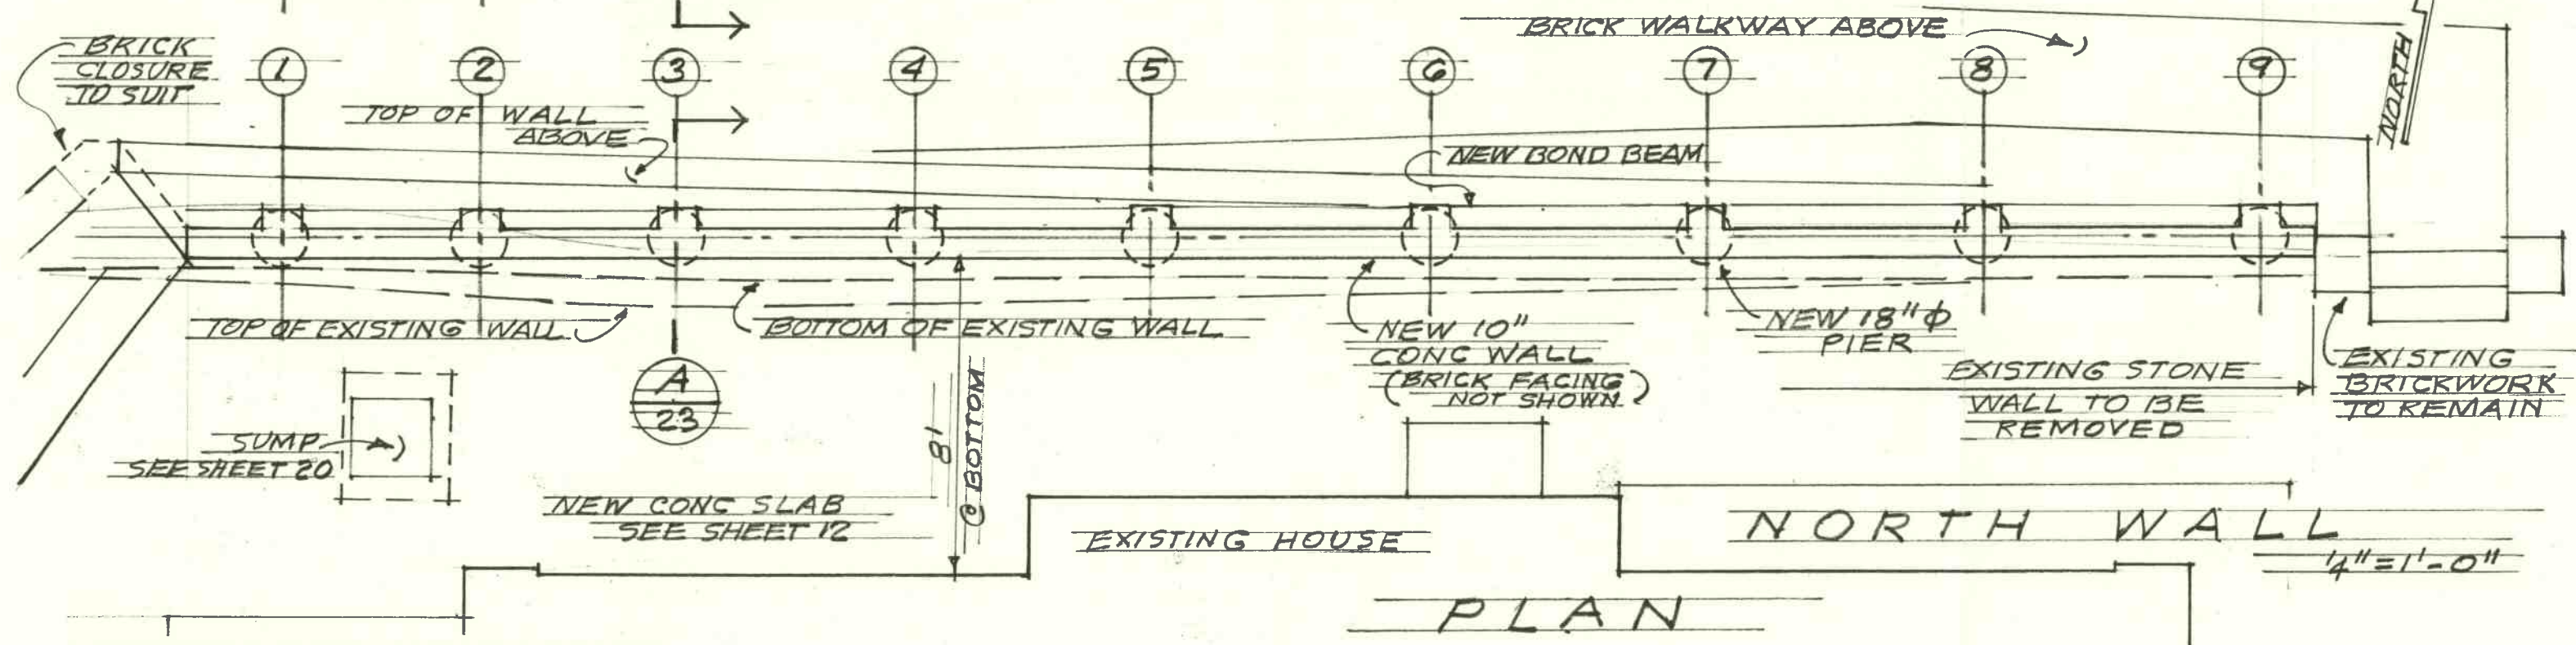 BRICK WALKWAY ABOVE
NORTH
BRICK
CLOSURE
TO SUIT
1 2 3 4 5 6 7 8 9
TOP OF WALL
ABOVE
NEW BOND BEAM
TOP OF EXISTING WALL
BOTTOM OF EXISTING WALL
NEW 10"
CONC WALL
(BRICK FACING
NOT SHOWN)
NEW 18"φ
PIER
EXISTING STONE
WALL TO BE
REMOVED
EXISTING
BRICKWORK
TO REMAIN
A
23
8'
@ BOTTOM
SUMP
SEE SHEET 20
NEW CONC SLAB
SEE SHEET 12
EXISTING HOUSE
NORTH WALL
1/4"=1'-0"
PLAN